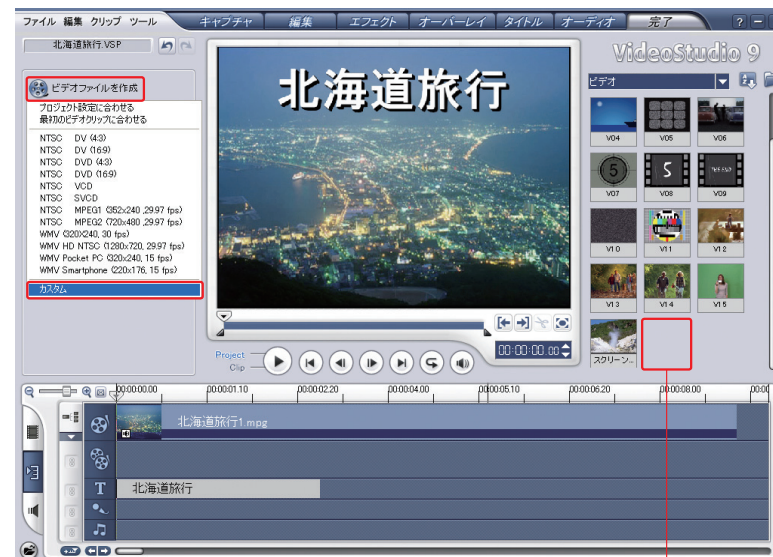 ファイル 編集 クリップ ツール
キャプチャ 編集 エフェクト オーバーレイ タイトル オーディオ 完了 ? −
北海道旅行.VSP
VideoStudio 9
ビデオファイルを作成
プロジェクト設定に合わせる
最初のビデオクリップに合わせる
NTSC DV (4:3)
NTSC DV (16:9)
NTSC DVD (4:3)
NTSC DVD (16:9)
NTSC VCD
NTSC SVCD
NTSC MPEG1 (352x240 ,29.97 fps)
NTSC MPEG2 (720x480 ,29.97 fps)
WMV (320X240, 30 fps)
WMV HD NTSC (1280x720, 29.97 fps)
WMV Pocket PC (320x240, 15 fps)
WMV Smartphone (220x176, 15 fps)
カスタム
北海道旅行
ビデオ
V04 V05 V06
5 S THE END
V07 V08 V09
V10 V11 V12
V13 V14 V15
スクリーン...
Project
Clip
00:00:00.00
00:00:00.00 00:00:01.10 00:00:02.20 00:00:04.00 00:00:05.10 00:00:06.20 00:00:08.00 00:00
北海道旅行1.mpg
T 北海道旅行